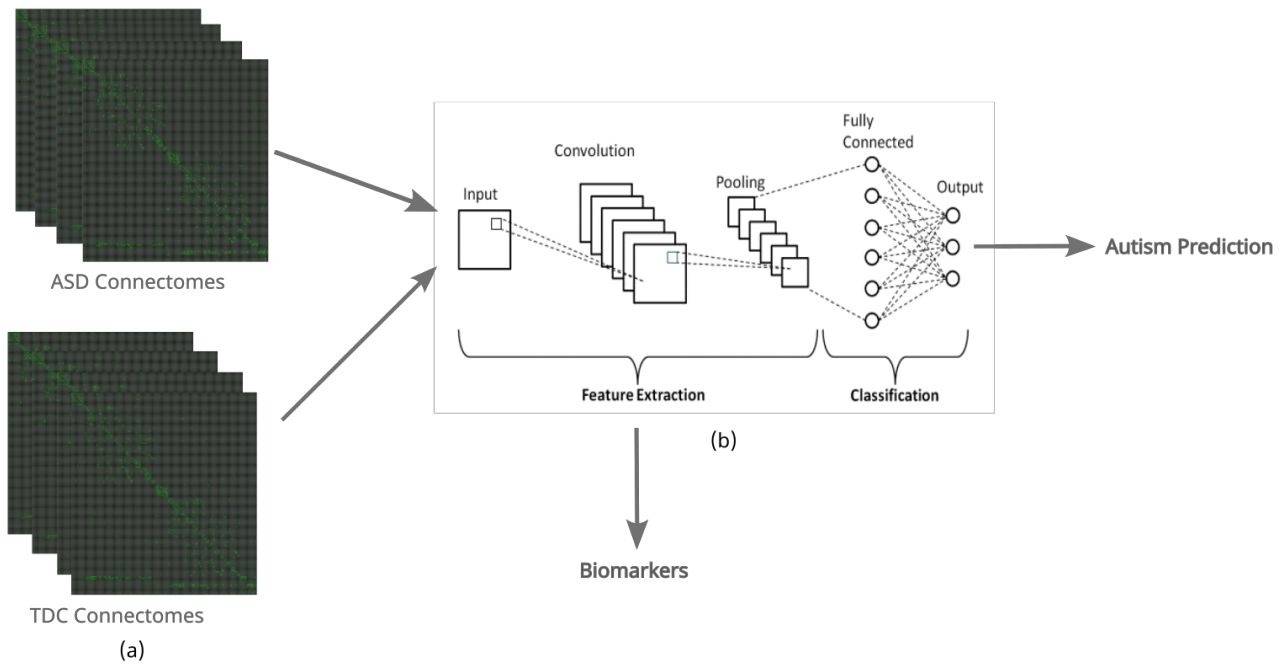 ASD Connectomes
TDC Connectomes
(a)
Input
Convolution
Pooling
Fully
Connected
Output
Feature Extraction
Classification
(b)
Autism Prediction
Biomarkers